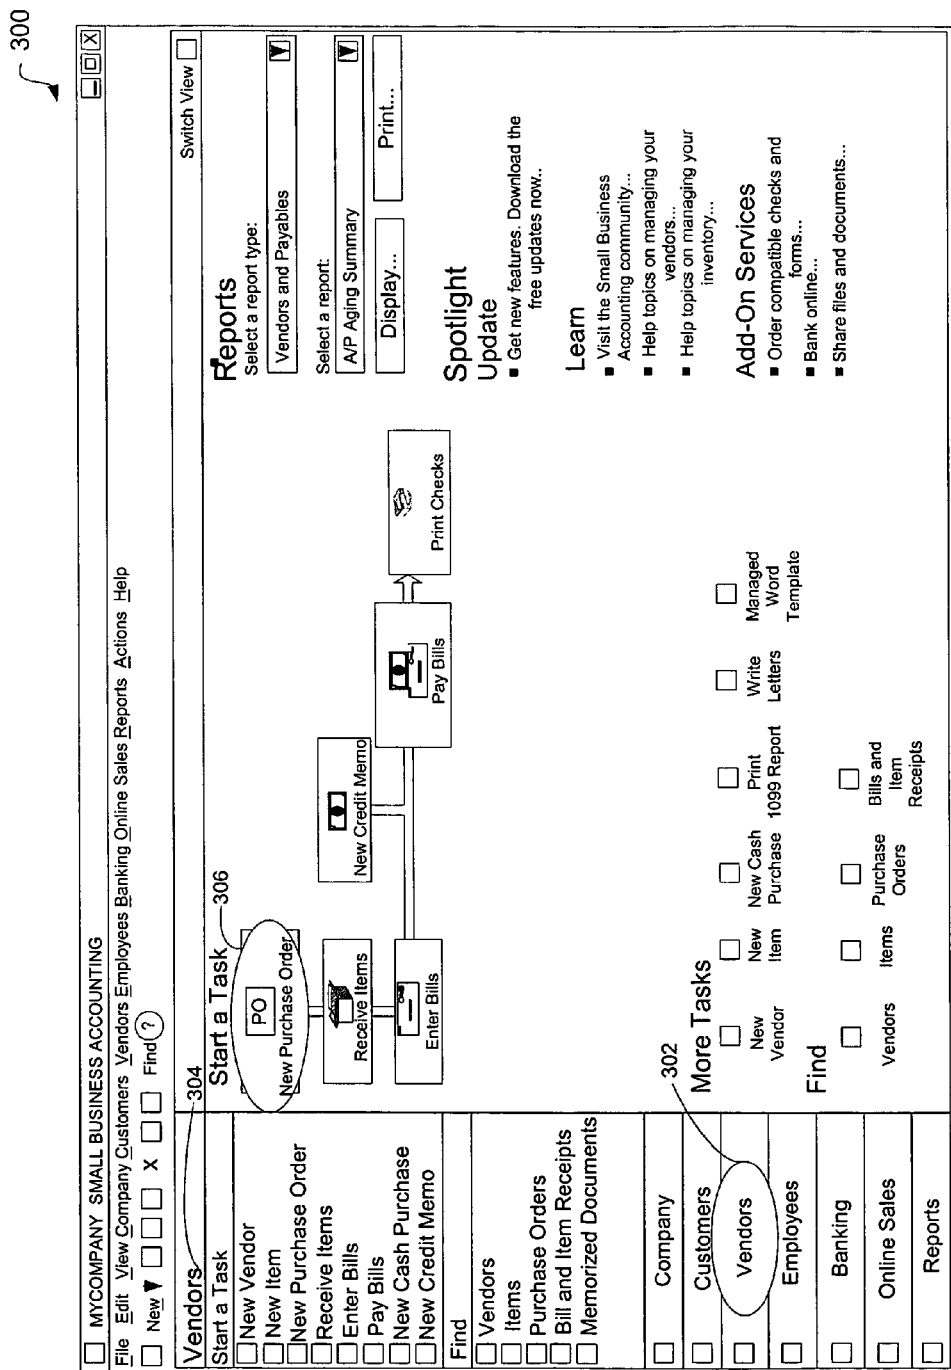 300
MYCOMPANY SMALL BUSINESS ACCOUNTING
X
File Edit View Company Customers Vendors Employees Banking Online Sales Reports Actions Help
New X Find ?
Vendors
304
Switch View
Start a Task
New Vendor
New Item
New Purchase Order
Receive Items
Enter Bills
Pay Bills
New Cash Purchase
New Credit Memo
Find
Vendors
Items
Purchase Orders
Bill and Item Receipts
Memorized Documents
Company
Customers
Vendors
302
Employees
Banking
Online Sales
Reports
Start a Task
306
PO
New Purchase Order
Receive Items
Enter Bills
New Credit Memo
Pay Bills
Print Checks
More Tasks
New
Vendor
New
Item
New Cash
Purchase
Print
1099 Report
Write
Letters
Managed
Word
Template
Find
Vendors
Items
Purchase
Orders
Bills and
Item
Receipts
Reports
Select a report type:
Vendors and Payables
Select a report:
A/P Aging Summary
Display...
Print...
Spotlight
Update
■ Get new features. Download the
free updates now..
Learn
■ Visit the Small Business
Accounting community...
■ Help topics on managing your
vendors...
■ Help topics on managing your
inventory...
Add-On Services
■ Order compatible checks and
forms...
■ Bank online...
■ Share files and documents...